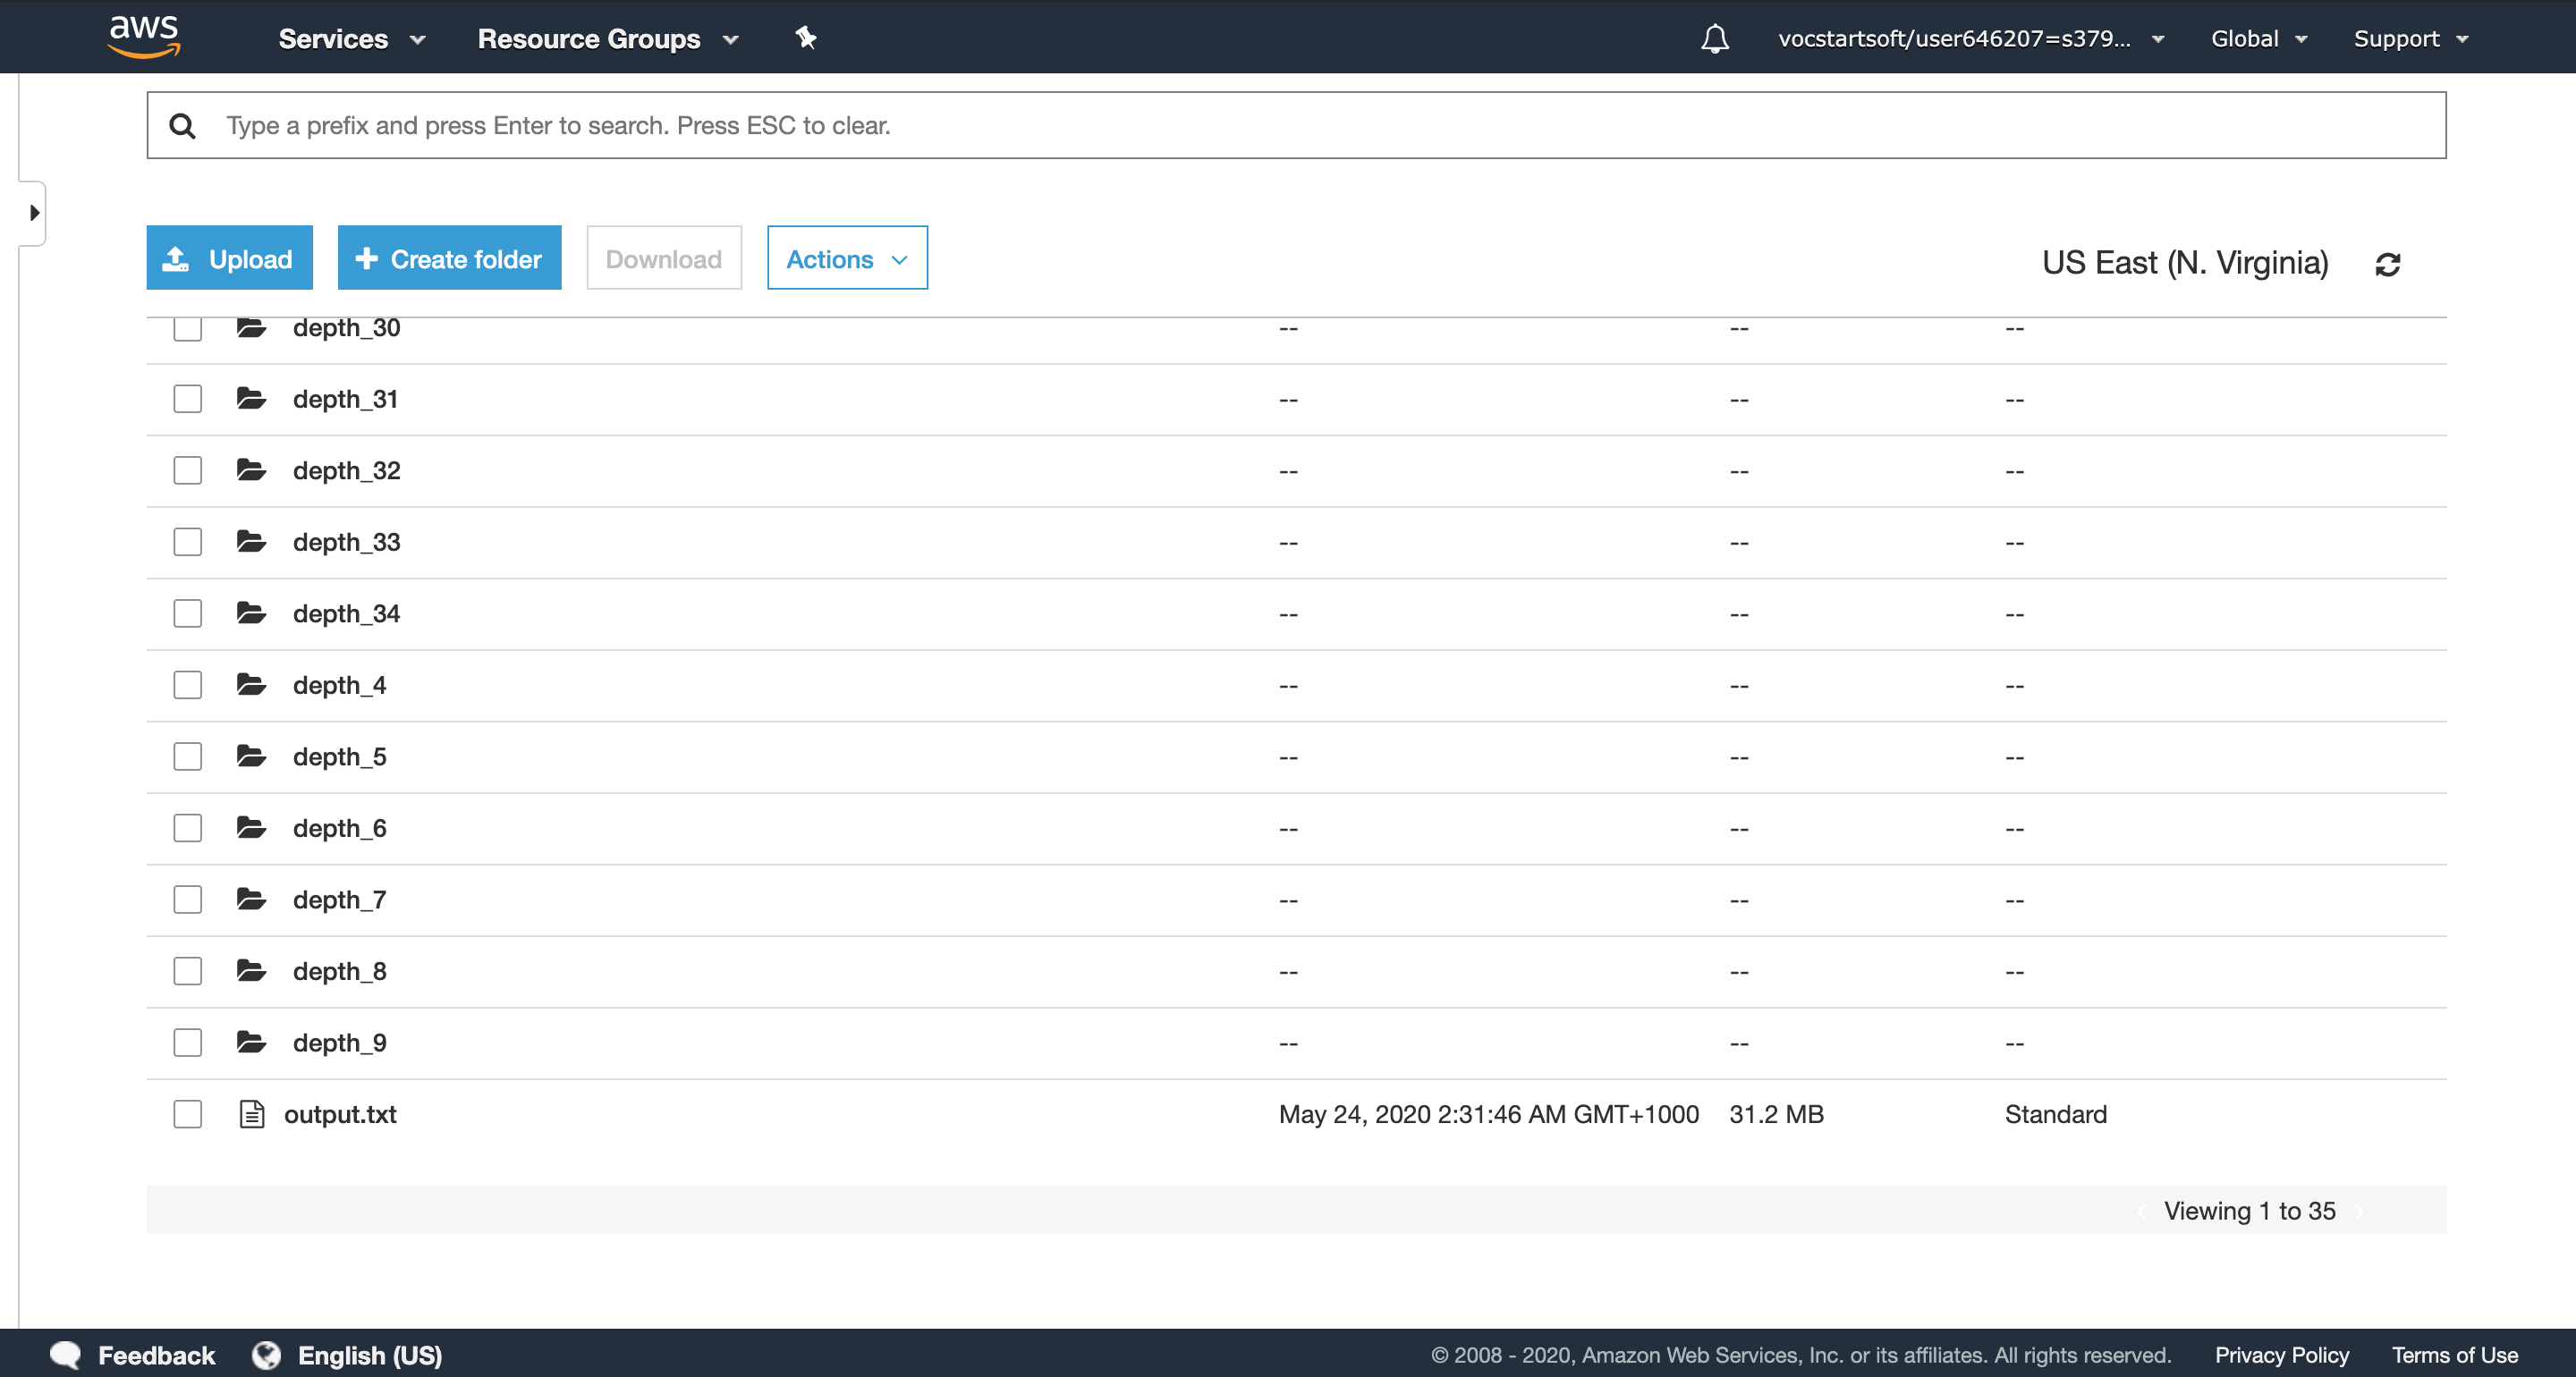 aws Services Resource Groups vocstartsoft/user646207=s379... Global Support
Type a prefix and press Enter to search. Press ESC to clear.
Upload Create folder Download Actions US East (N. Virginia)
depth_30 -- -- --
depth_31 -- -- --
depth_32 -- -- --
depth_33 -- -- --
depth_34 -- -- --
depth_4 -- -- --
depth_5 -- -- --
depth_6 -- -- --
depth_7 -- -- --
depth_8 -- -- --
depth_9 -- -- --
output.txt May 24, 2020 2:31:46 AM GMT+1000 31.2 MB Standard
Viewing 1 to 35
Feedback English (US) © 2008 - 2020, Amazon Web Services, Inc. or its affiliates. All rights reserved. Privacy Policy Terms of Use